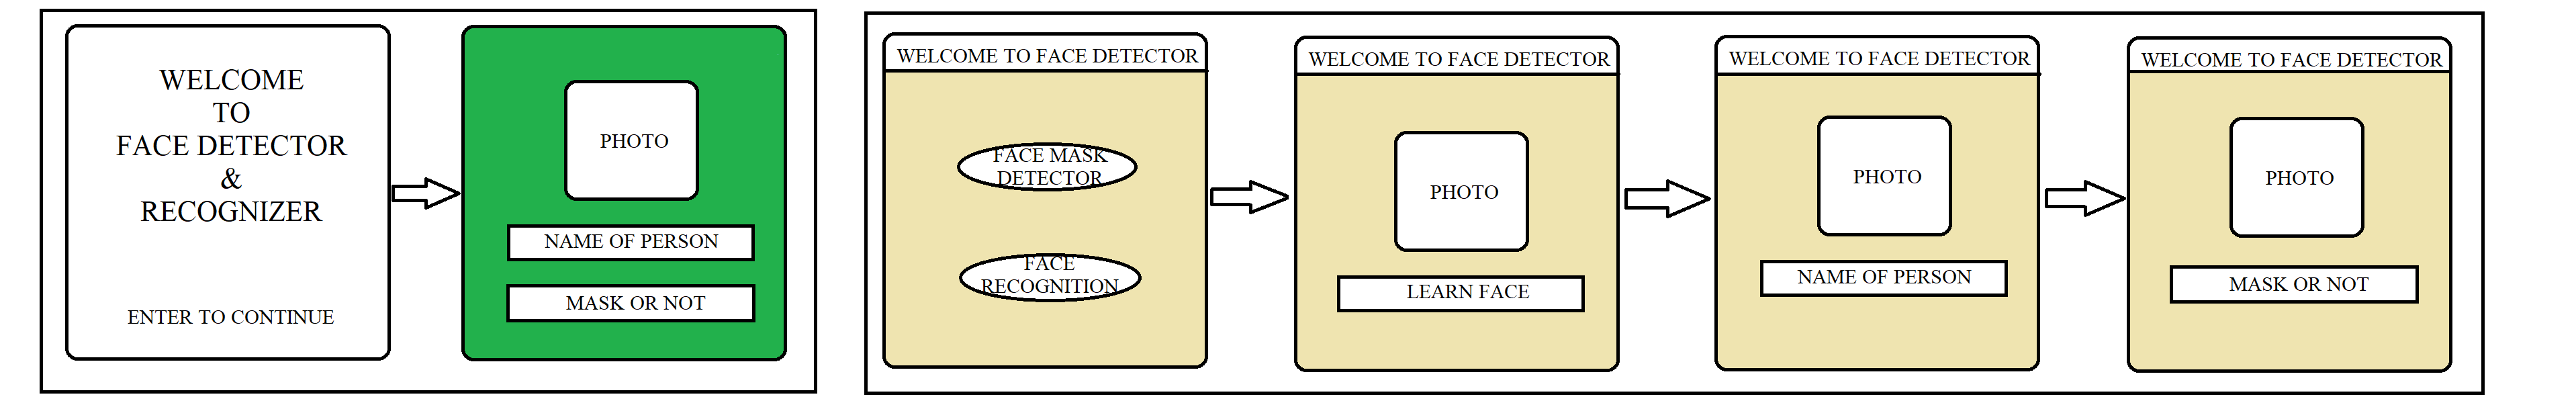 WELCOME
TO
FACE DETECTOR
&
RECOGNIZER
ENTER TO CONTINUE
PHOTO
NAME OF PERSON
MASK OR NOT
WELCOME TO FACE DETECTOR
FACE MASK
DETECTOR
FACE
RECOGNITION
WELCOME TO FACE DETECTOR
PHOTO
LEARN FACE
WELCOME TO FACE DETECTOR
PHOTO
NAME OF PERSON
WELCOME TO FACE DETECTOR
PHOTO
MASK OR NOT